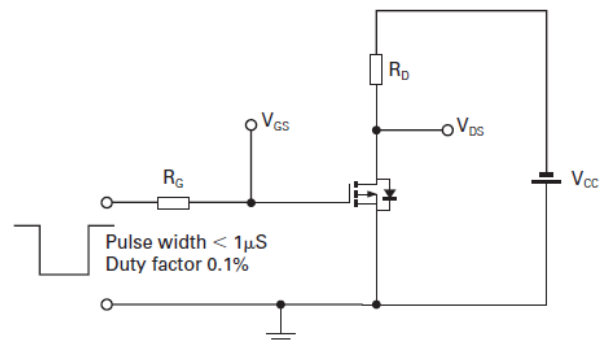 R_D
V_GS
V_DS
R_G
V_CC
Pulse width < 1μS
Duty factor 0.1%